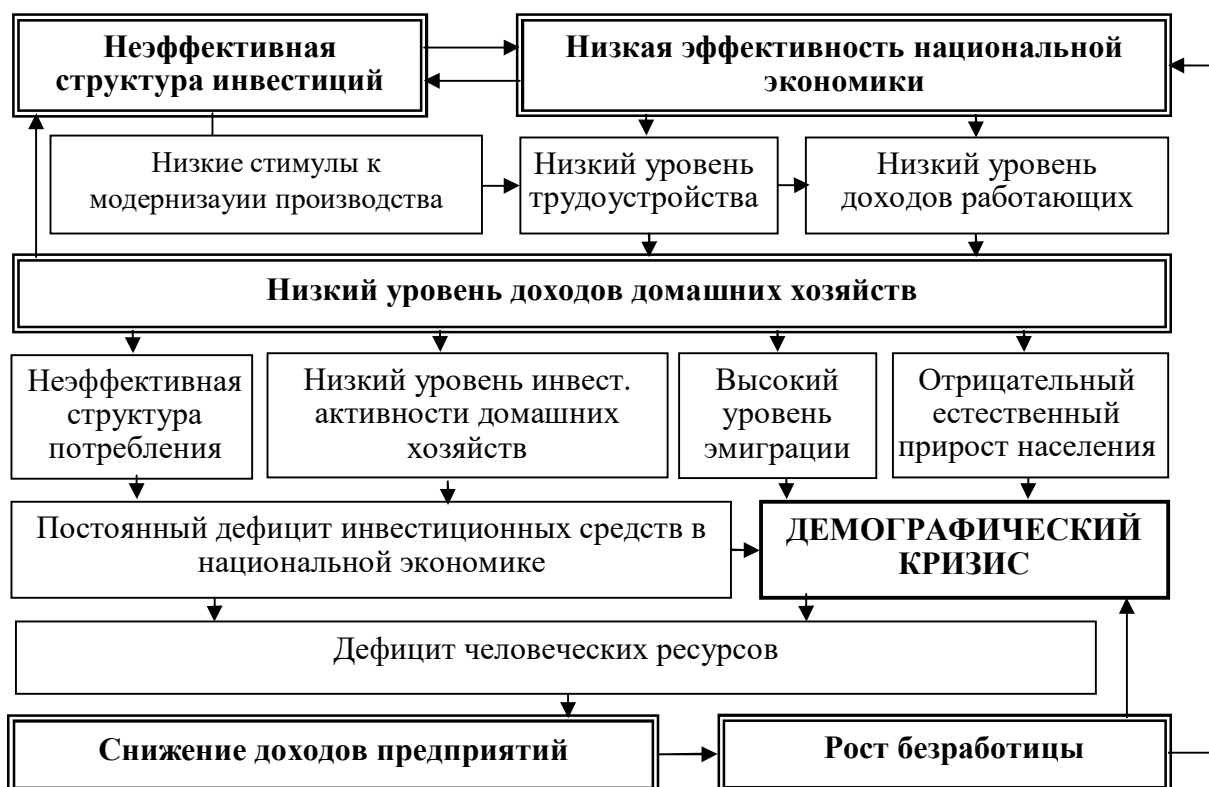 Неэффективная
структура инвестиций
Низкая эффективность национальной
экономики
Низкие стимулы к
модернизауии производства
Низкий уровень
трудоустройства
Низкий уровень
доходов работающих
Низкий уровень доходов домашних хозяйств
Неэффективная
структура
потребления
Низкий уровень инвест.
активности домашних
хозяйств
Высокий
уровень
эмиграции
Отрицательный
естественный
прирост населения
Постоянный дефицит инвестиционных средств в
национальной экономике
ДЕМОГРАФИЧЕСКИЙ
КРИЗИС
Дефицит человеческих ресурсов
Снижение доходов предприятий
Рост безработицы